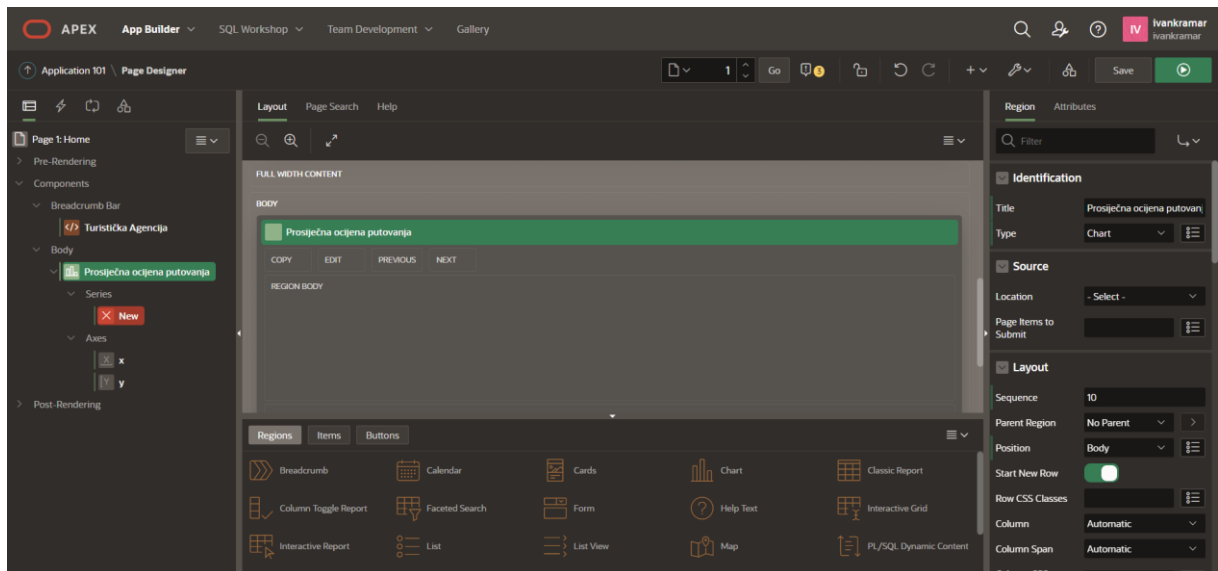 APEX App Builder SQL Workshop Team Development Gallery IV ivankramar
ivankramar
Application 101 \ Page Designer 1 Go 3 Save
Layout Page Search Help Region Attributes
Page 1: Home Filter
Pre-Rendering
Components
Breadcrumb Bar
Turistička Agencija
Body
Prosiječna ocijena putovanja
Series
New
Axes
x
y
Post-Rendering
FULL WIDTH CONTENT
BODY
Prosiječna ocijena putovanja
COPY EDIT PREVIOUS NEXT
REGION BODY
Regions Items Buttons
Breadcrumb Calendar Cards Chart Classic Report
Column Toggle Report Faceted Search Form Help Text Interactive Grid
Interactive Report List List View Map PL/SQL Dynamic Content
Identification
Title Prosiječna ocijena putovanj
Type Chart
Source
Location - Select -
Page Items to
Submit
Layout
Sequence 10
Parent Region No Parent
Position Body
Start New Row
Row CSS Classes
Column Automatic
Column Span Automatic